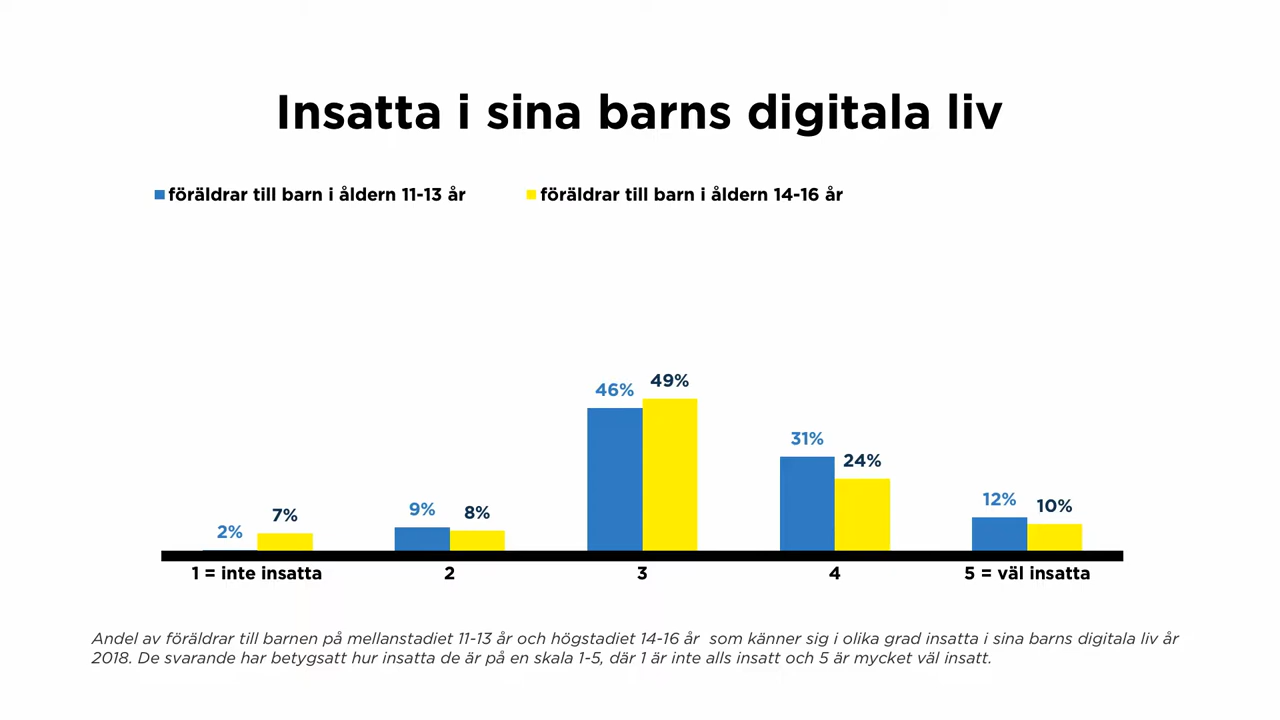 Insatta i sina barns digitala liv
föräldrar till barn i åldern 11-13 år
föräldrar till barn i åldern 14-16 år
46%
49%
31%
24%
9%
8%
12%
10%
2%
7%
1 = inte insatta
2
3
4
5 = väl insatta
Andel av föräldrar till barnen på mellanstadiet 11-13 år och högstadiet 14-16 år som känner sig i olika grad insatta i sina barns digitala liv år
2018. De svarande har betygsatt hur insatta de är på en skala 1-5, där 1 är inte alls insatt och 5 är mycket väl insatt.